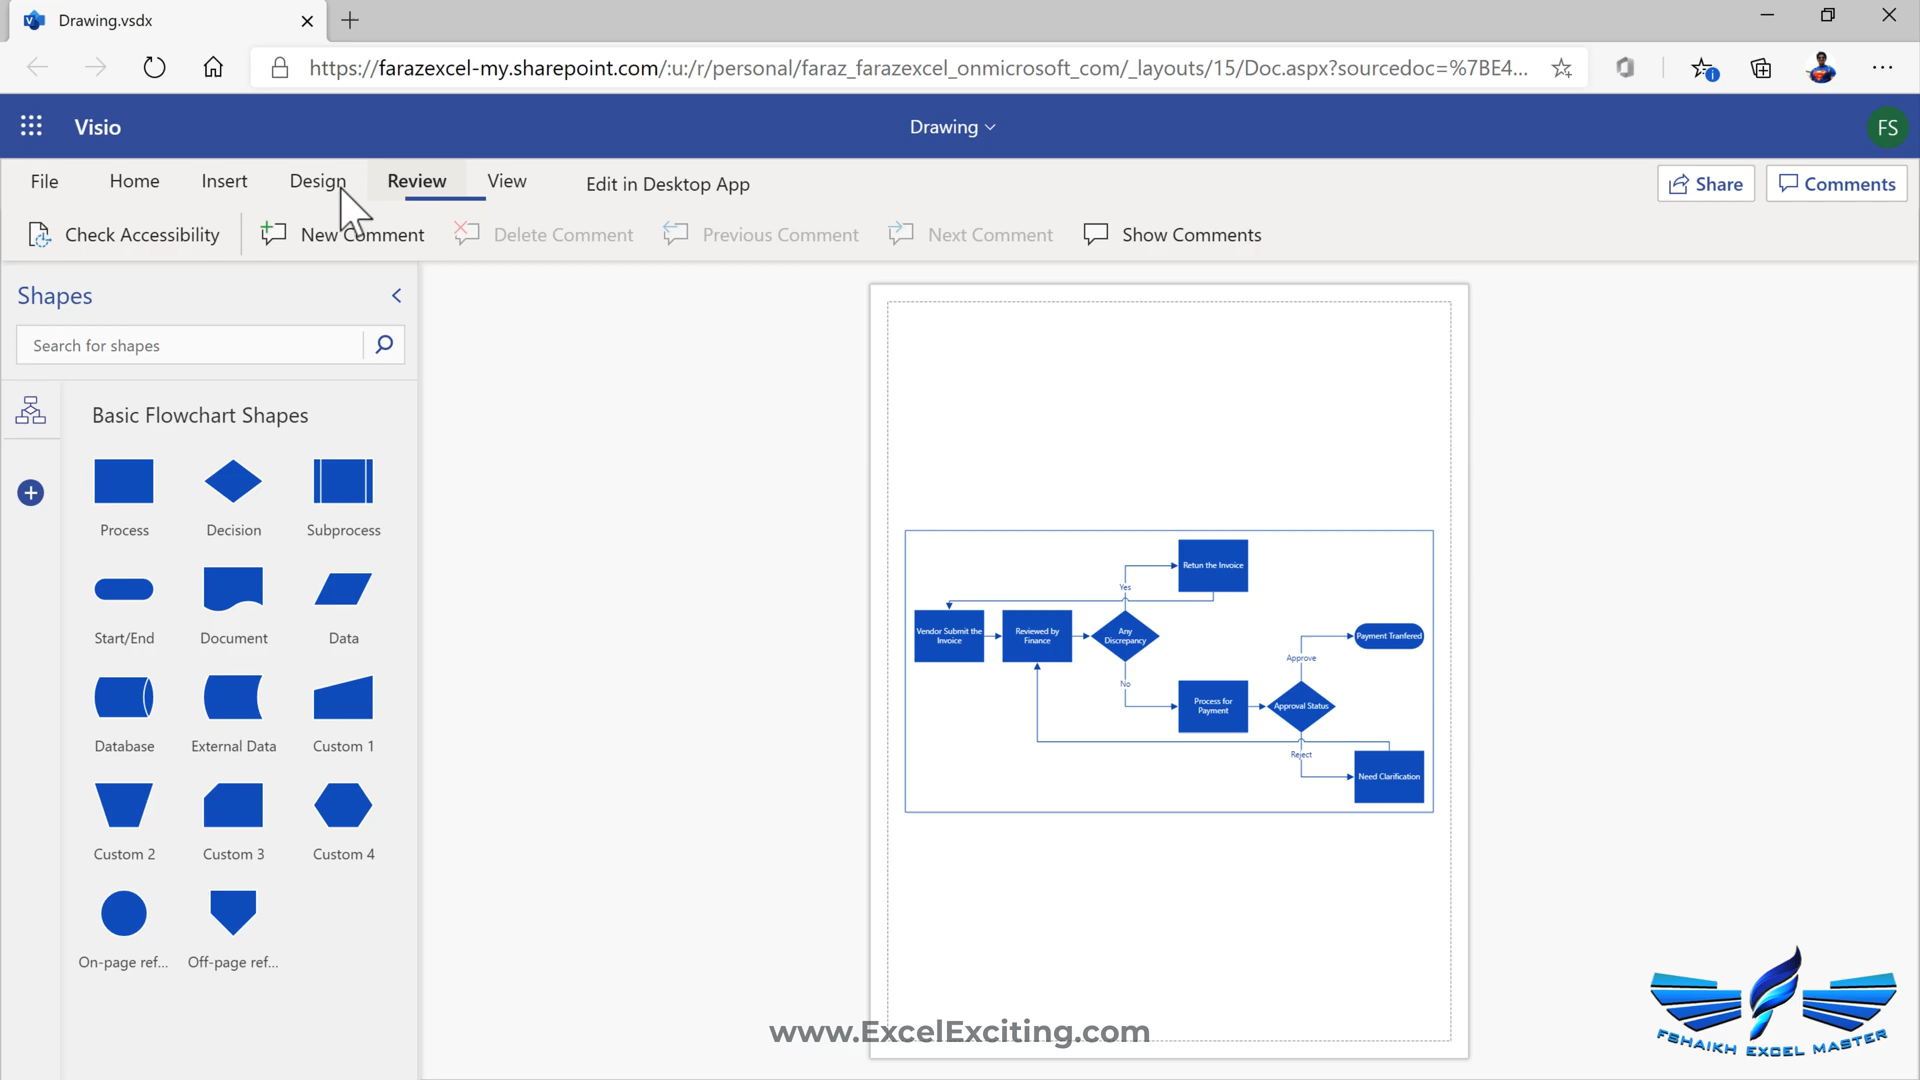 Drawing.vsdx
https://farazexcel-my.sharepoint.com/:u:/r/personal/faraz_farazexcel_onmicrosoft_com/_layouts/15/Doc.aspx?sourcedoc=%7BE4...
Visio
Drawing
FS
File
Home
Insert
Design
Review
View
Edit in Desktop App
Share
Comments
Check Accessibility
New Comment
Delete Comment
Previous Comment
Next Comment
Show Comments
Shapes
Search for shapes
Basic Flowchart Shapes
Process
Decision
Subprocess
Start/End
Document
Data
Database
External Data
Custom 1
Custom 2
Custom 3
Custom 4
On-page ref...
Off-page ref...
Retun the Invoice
Yes
Vendor Submit the
Invoice
Reviewed by
Finance
Any
Discrepancy
Payment Tranfered
Approve
No
Process for
Payment
Approval Status
Reject
Need Clarification
www.ExcelExciting.com
FSHAIKH EXCEL MASTER